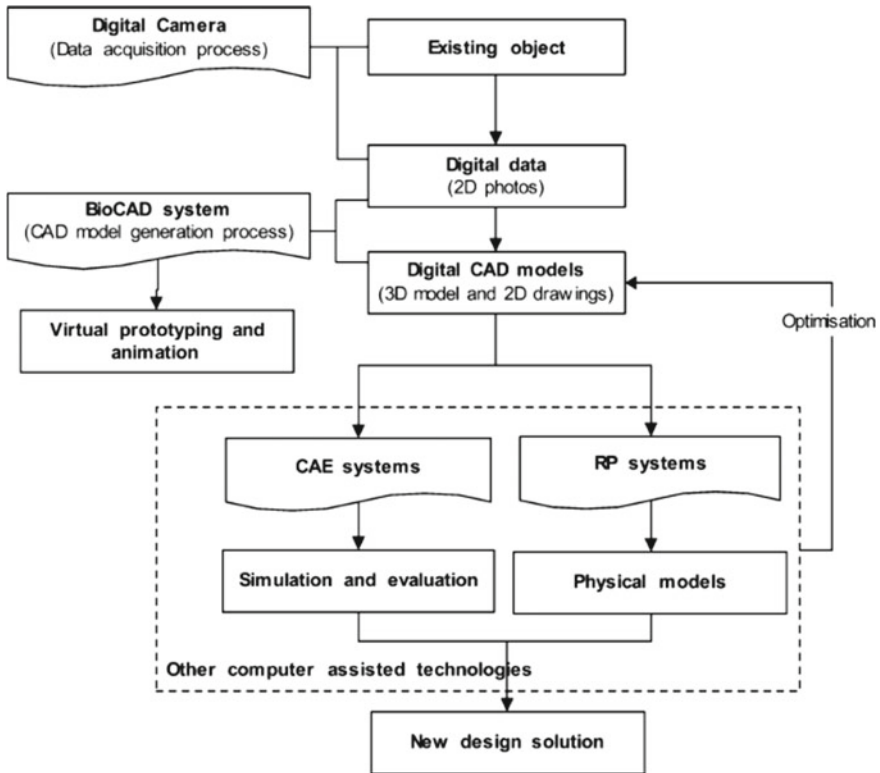 Digital Camera
(Data acquisition process)
Existing object
Digital data
(2D photos)
BioCAD system
(CAD model generation process)
Digital CAD models
(3D model and 2D drawings)
Virtual prototyping and
animation
Optimisation
CAE systems
RP systems
Simulation and evaluation
Physical models
Other computer assisted technologies
New design solution